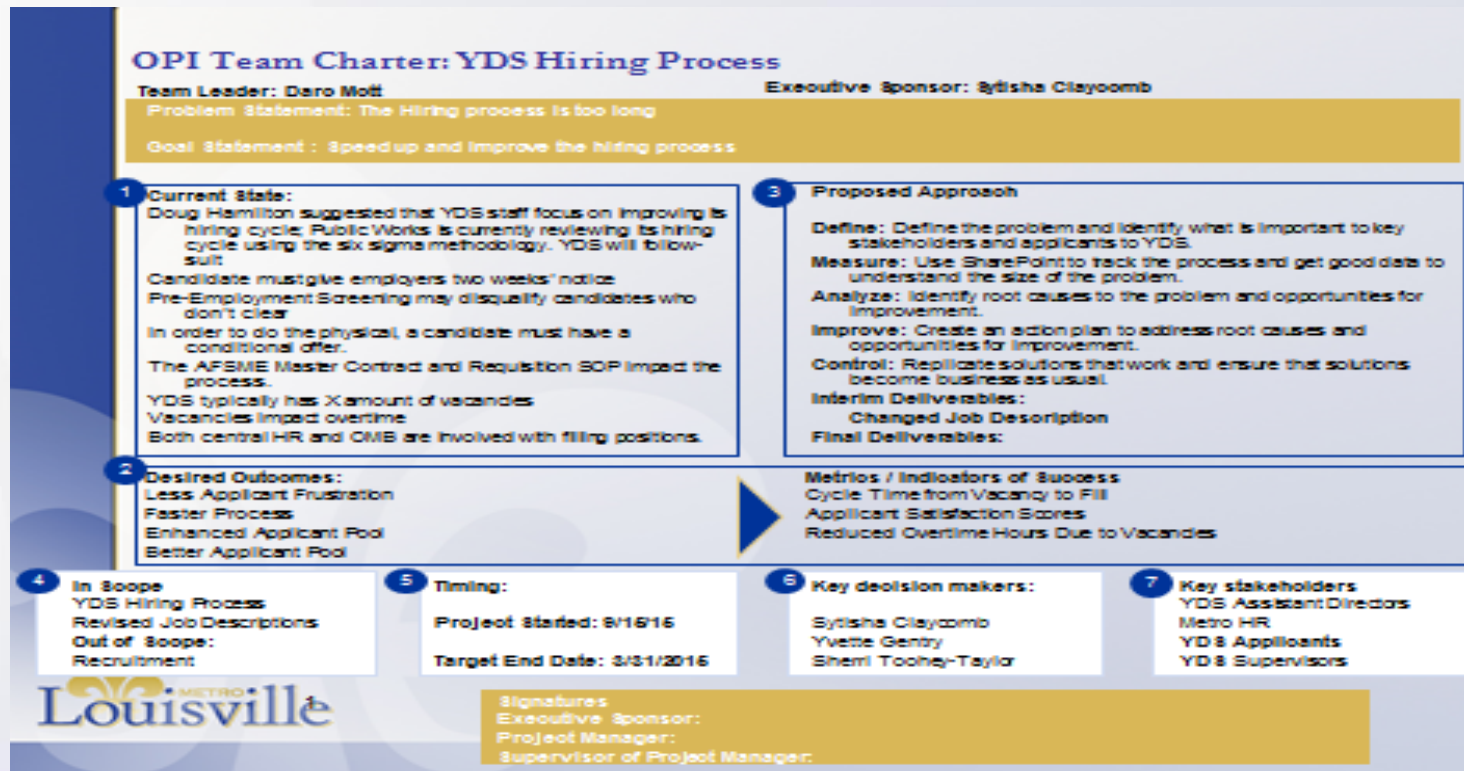 OPI Team Charter: YDS Hiring Process
Team Leader: Daro Mott
Executive Sponsor: Sytisha Claycomb
Problem Statement: The Hiring process is too long
Goal Statement : Speed up and improve the hiring process
1
Current State:
Doug Hamilton suggested that YDS staff focus on improving its
hiring cycle; Public Works is currently reviewing its hiring
cycle using the six sigma methodology. YDS will follow-
suit
Candidate must give employers two weeks' notice
Pre-Employment Screening may disqualify candidates who
don't clear
In order to do the physical, a candidate must have a
conditional offer.
The AFSME Master Contract and Requisition SOP impact the
process.
YDS typically has X amount of vacancies
Vacancies impact overtime
Both central HR and OMB are involved with filling positions.
3
Proposed Approach
Define: Define the problem and identify what is important to key
stakeholders and applicants to YDS.
Measure: Use SharePoint to track the process and get good data to
understand the size of the problem.
Analyze: Identify root causes to the problem and opportunities for
improvement.
Improve: Create an action plan to address root causes and
opportunities for improvement.
Control: Replicate solutions that work and ensure that solutions
become business as usual.
Interim Deliverables:
Changed Job Description
Final Deliverables:
2
Desired Outcomes:
Less Applicant Frustration
Faster Process
Enhanced Applicant Pool
Better Applicant Pool
Metrics / Indicators of Success
Cycle Time from Vacancy to Fill
Applicant Satisfaction Scores
Reduced Overtime Hours Due to Vacancies
4
In Scope
YDS Hiring Process
Revised Job Descriptions
Out of Scope:
Recruitment
5
Timing:
Project Started: 9/15/15
Target End Date: 3/31/2015
6
Key decision makers:
Sytisha Claycomb
Yvette Gentry
Sherri Toohey-Taylor
7
Key stakeholders
YDS Assistant Directors
Metro HR
YDS Applicants
YDS Supervisors
METRO
Louisville
Signatures
Executive Sponsor:
Project Manager:
Supervisor of Project Manager: